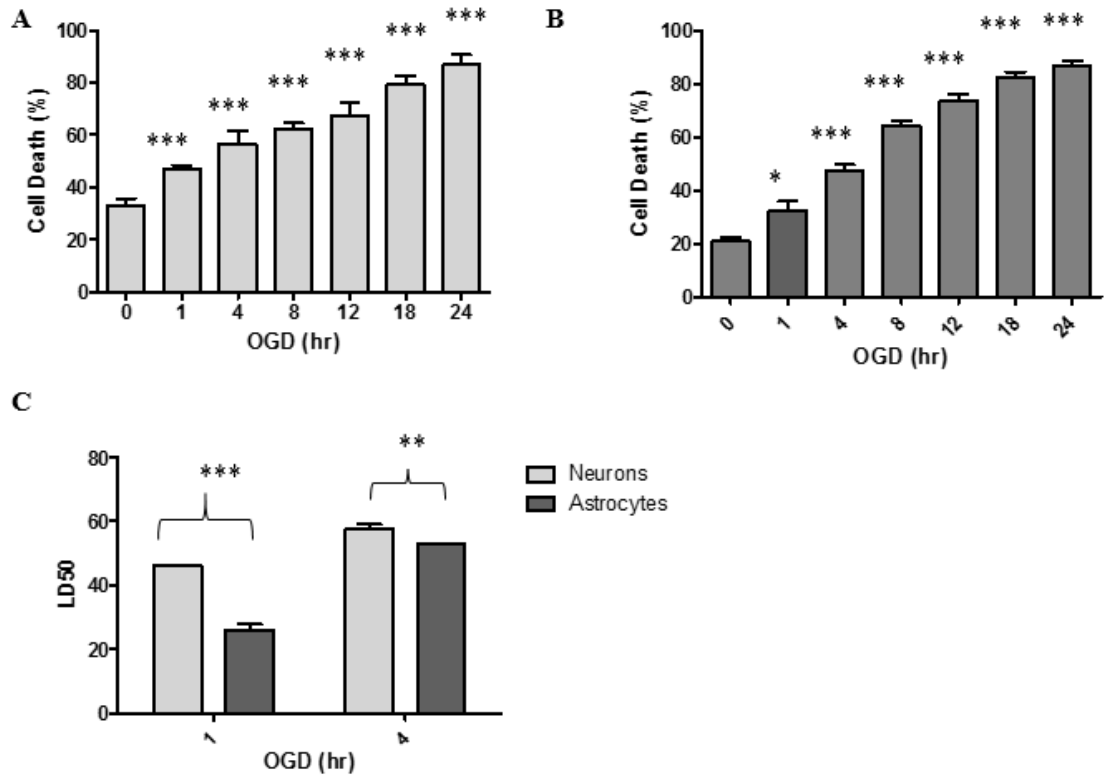 A
Cell Death (%)
100
80
60
40
20
0
***
***
***
***
***
***
0 1 4 8 12 18 24
OGD (hr)
B
Cell Death (%)
100
80
60
40
20
0
*
***
***
***
***
***
0 1 4 8 12 18 24
OGD (hr)
C
LD50
80
60
40
20
0
***
**
1 4
OGD (hr)
Neurons
Astrocytes